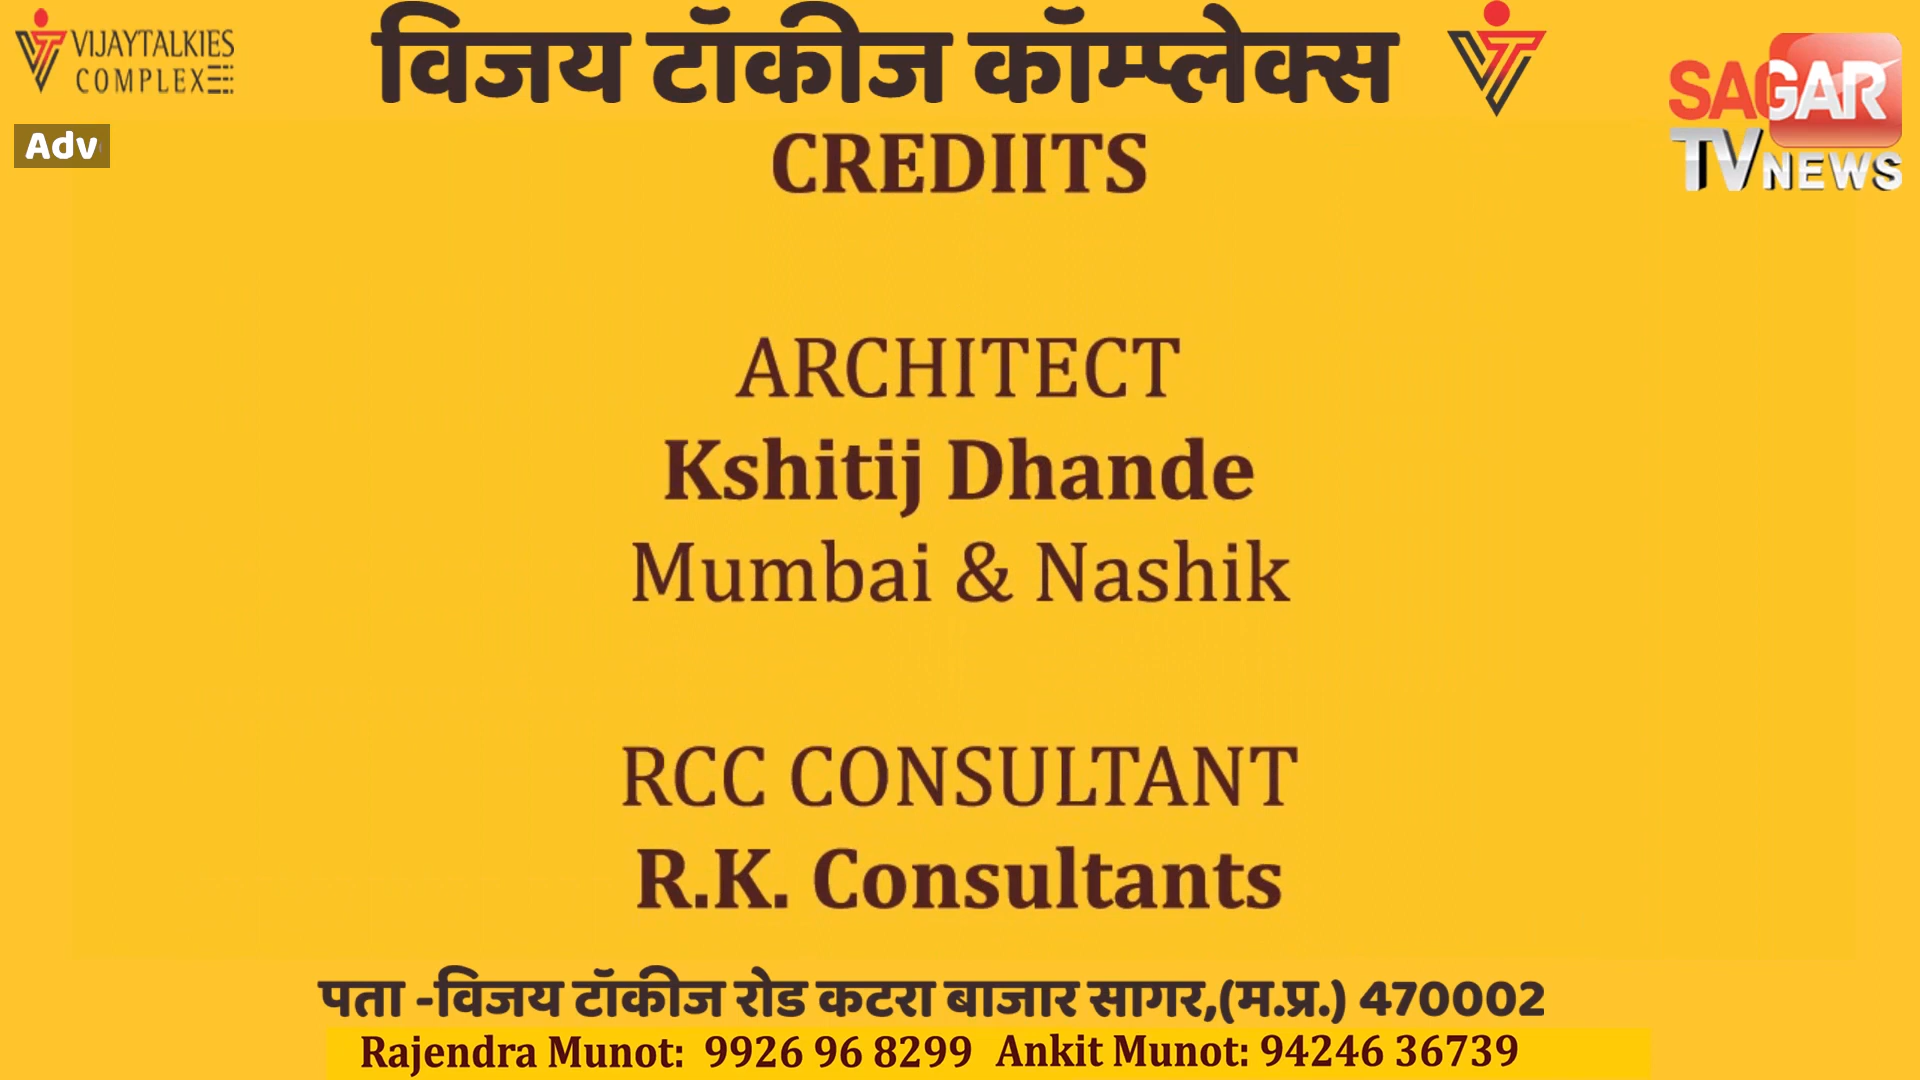 VIJAYTALKIES
COMPLEX
विजय टॉकीज कॉम्प्लेक्स
VT
SAGAR
TV NEWS
Adv
CREDIITS
ARCHITECT
Kshitij Dhande
Mumbai & Nashik
RCC CONSULTANT
R.K. Consultants
पता -विजय टॉकीज रोड कटरा बाजार सागर,(म.प्र.) 470002
Rajendra Munot: 9926 96 8299 Ankit Munot: 94246 36739